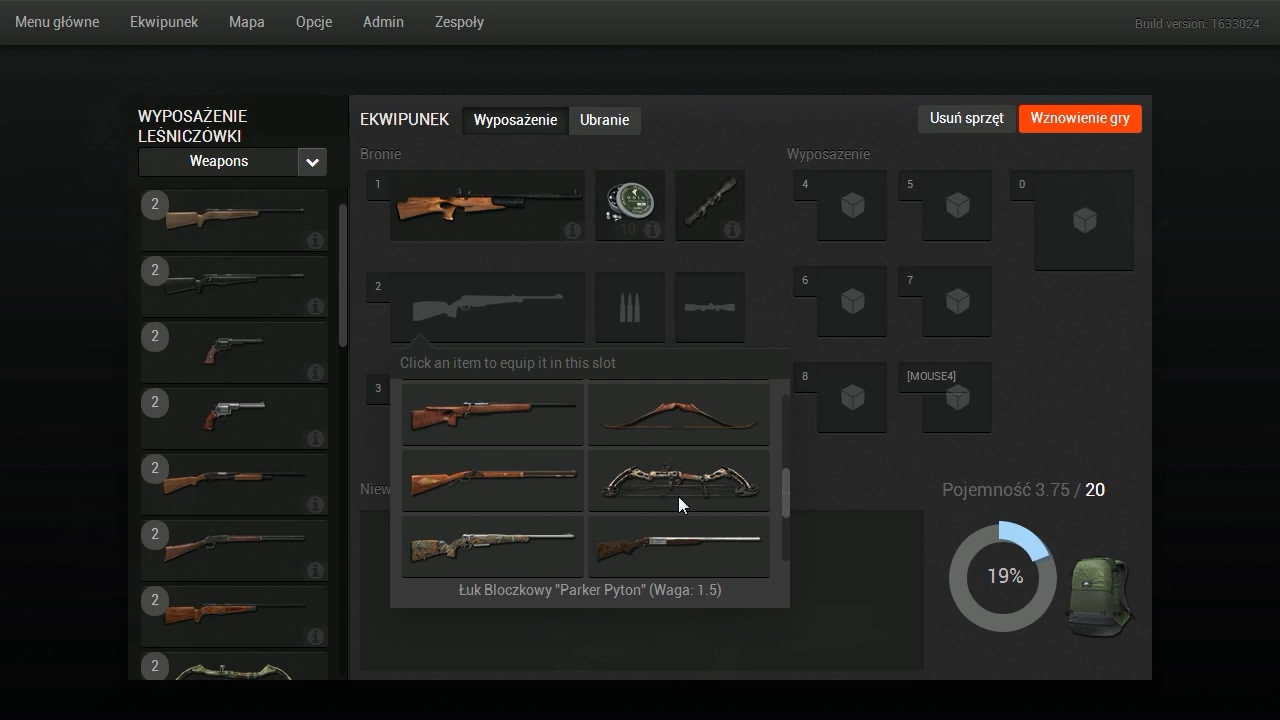 Menu główne Ekwipunek Mapa Opcje Admin Zespoły
Build version: 1633024
WYPOSAŻENIE
LEŚNICZÓWKI
Weapons
2
2
2
2
2
2
2
2
EKWIPUNEK Wyposażenie Ubranie
Usuń sprzęt Wznowienie gry
Bronie
1
10
2
3
Click an item to equip it in this slot
Łuk Bloczkowy "Parker Pyton" (Waga: 1.5)
Wyposażenie
4 5 0
6 7
8 [MOUSE4]
Pojemność 3.75 / 20
19%